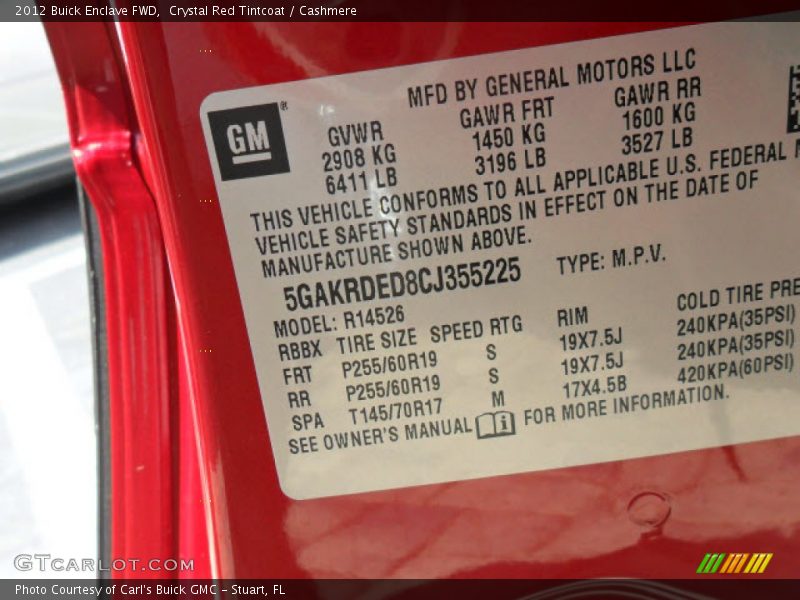 2012 Buick Enclave FWD,  Crystal Red Tintcoat / Cashmere
MFD BY GENERAL MOTORS LLC
GM ®
GVWR GAWR FRT GAWR RR
2908 KG 1450 KG 1600 KG
6411 LB 3196 LB 3527 LB
THIS VEHICLE CONFORMS TO ALL APPLICABLE U.S. FEDERAL
VEHICLE SAFETY STANDARDS IN EFFECT ON THE DATE OF
MANUFACTURE SHOWN ABOVE.
5GAKRDED8CJ355225 TYPE: M.P.V.
MODEL: R14526
RBBX TIRE SIZE SPEED RTG RIM COLD TIRE PRE
FRT P255/60R19 S 19X7.5J 240KPA(35PSI)
RR P255/60R19 S 19X7.5J 240KPA(35PSI)
SPA T145/70R17 M 17X4.5B 420KPA(60PSI)
SEE OWNER'S MANUAL i FOR MORE INFORMATION.
GTCARLOT.COM
Photo Courtesy of Carl's Buick GMC - Stuart, FL